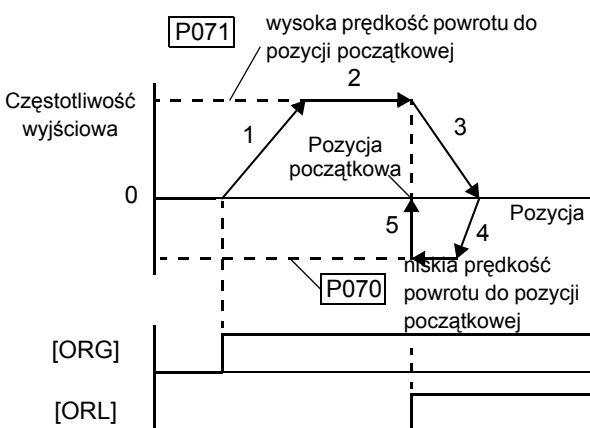 P071
wysoka prędkość powrotu do
pozycji początkowej
2
Częstotliwość
wyjściowa
1
3
Pozycja
początkowa
0
Pozycja
5
4
niskia prędkość
P070
powrotu do pozycji
początkowej
[ORG]
[ORL]